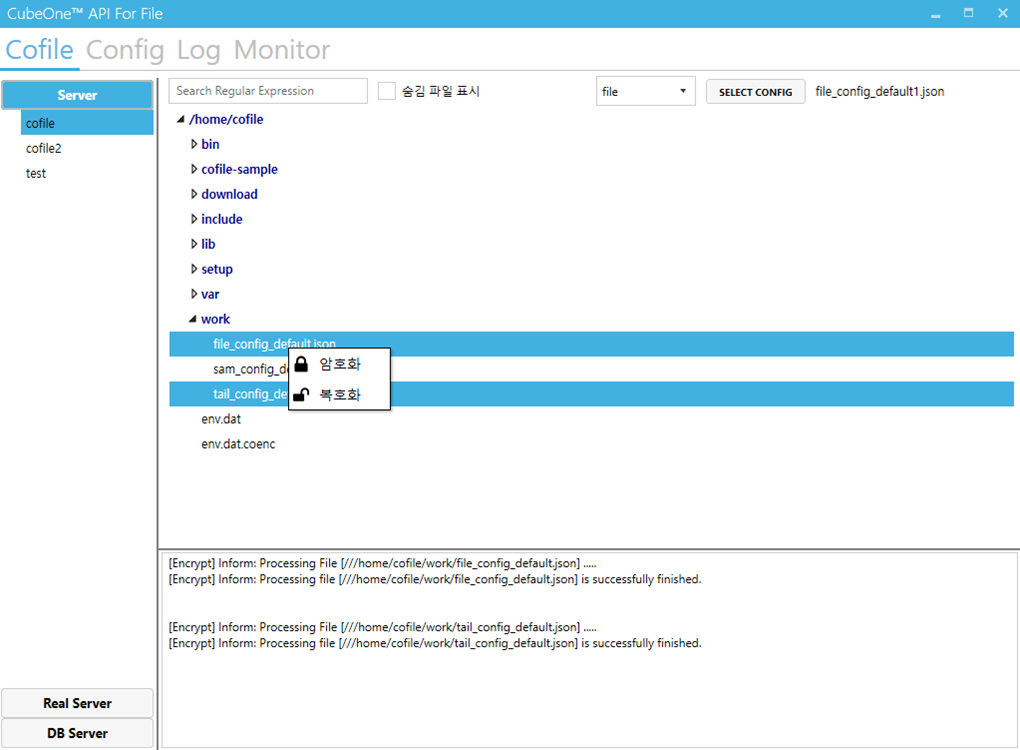 CubeOne™ API For File
Cofile Config Log Monitor
Server
cofile
cofile2
test
Real Server
DB Server
Search Regular Expression
숨김 파일 표시
file
SELECT CONFIG
file_config_default1.json
/home/cofile
bin
cofile-sample
download
include
lib
setup
var
work
file_config_default.json
sam_config_de
tail_config_de
env.dat
env.dat.coenc
암호화
복호화
[Encrypt] Inform: Processing File [///home/cofile/work/file_config_default.json] .....
[Encrypt] Inform: Processing file [///home/cofile/work/file_config_default.json] is successfully finished.
[Encrypt] Inform: Processing File [///home/cofile/work/tail_config_default.json] .....
[Encrypt] Inform: Processing file [///home/cofile/work/tail_config_default.json] is successfully finished.